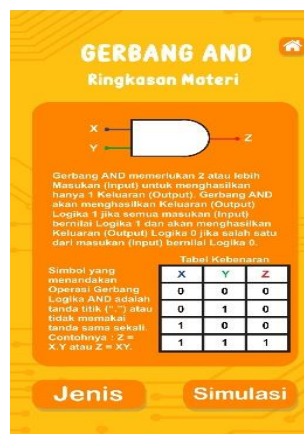 GERBANG AND
Ringkasan Materi
X
Y
Z
Gerbang AND memerlukan 2 atau lebih
Masukan (Input) untuk menghasilkan
hanya 1 Keluaran (Output). Gerbang AND
akan menghasilkan Keluaran (Output)
Logika 1 jika semua masukan (Input)
bernilai Logika 1 dan akan menghasilkan
Keluaran (Output) Logika 0 jika salah satu
dari masukan (Input) bernilai Logika 0.
Simbol yang
menandakan
Operasi Gerbang
Logika AND adalah
tanda titik (".") atau
tidak memakai
tanda sama sekali.
Contohnya : Z =
X.Y atau Z = XY.
Tabel Kebenaran
X Y Z
0 0 0
0 1 0
1 0 0
1 1 1
Jenis
Simulasi